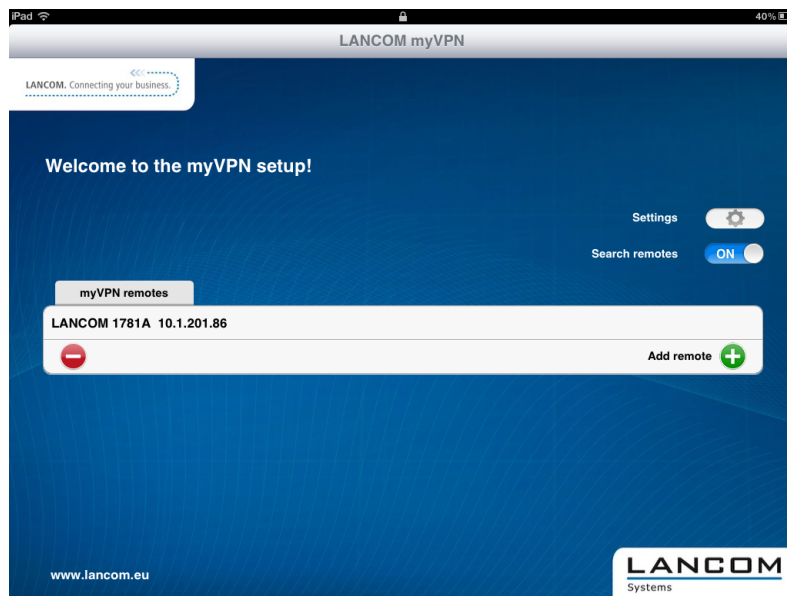 iPad 40%
LANCOM myVPN
LANCOM. Connecting your business.
Welcome to the myVPN setup!
Settings
Search remotes ON
myVPN remotes
LANCOM 1781A 10.1.201.86
Add remote
www.lancom.eu
LANCOM
Systems